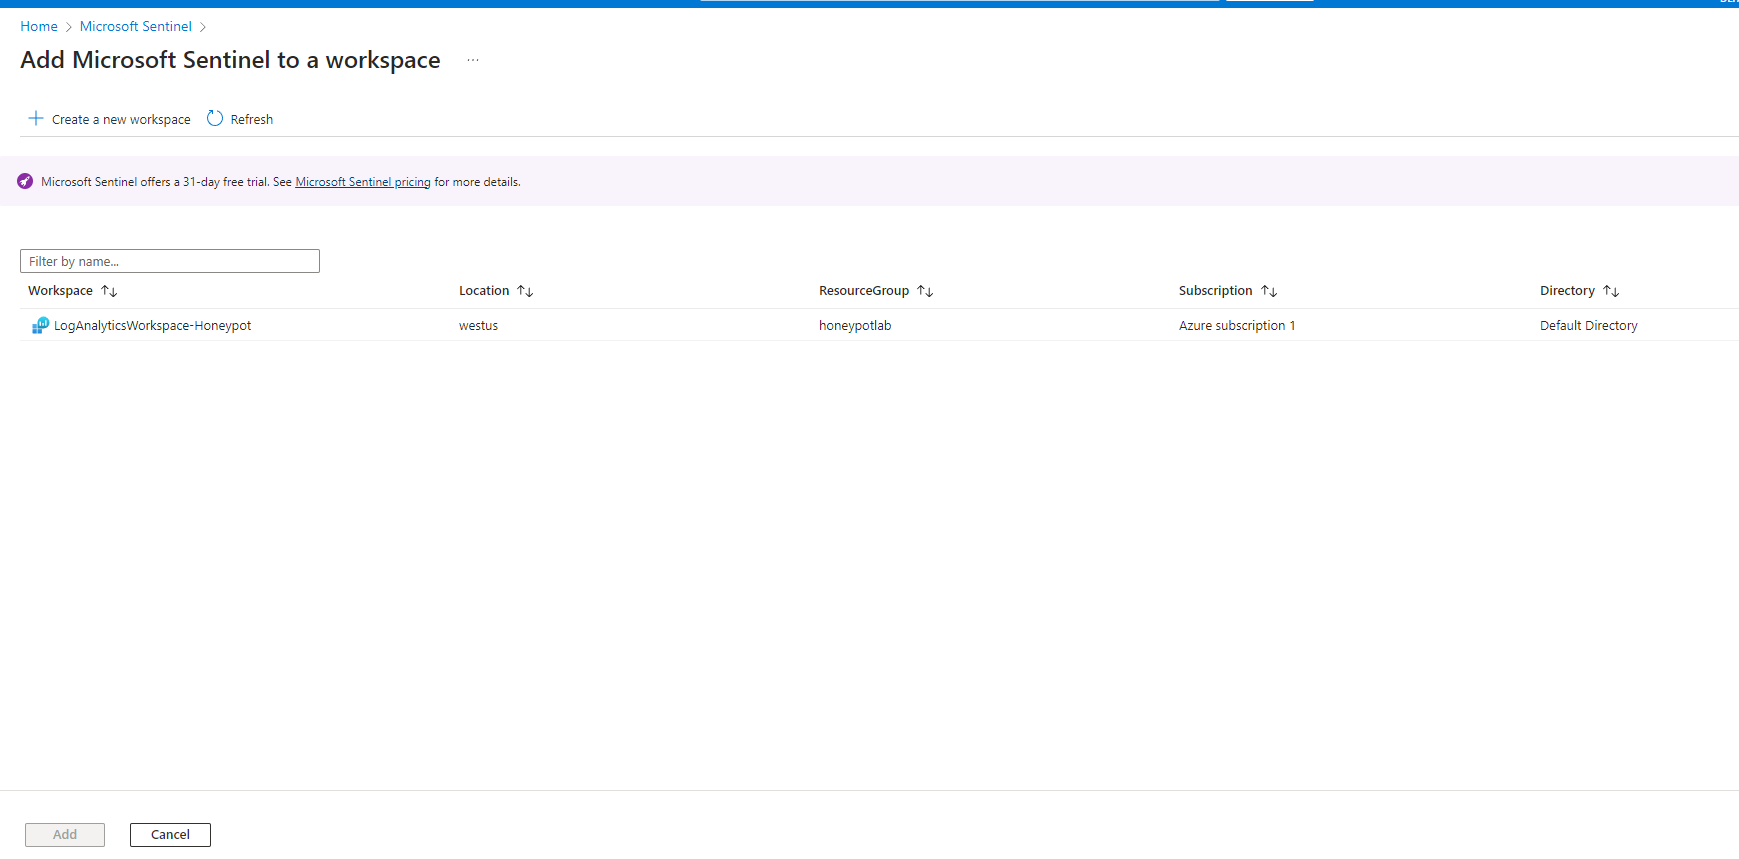 Home > Microsoft Sentinel >
Add Microsoft Sentinel to a workspace ...
Create a new workspace Refresh
Microsoft Sentinel offers a 31-day free trial. See Microsoft Sentinel pricing for more details.
Filter by name...
Workspace ↑↓ Location ↑↓ ResourceGroup ↑↓ Subscription ↑↓ Directory ↑↓
LogAnalyticsWorkspace-Honeypot westus honeypotlab Azure subscription 1 Default Directory
Add Cancel